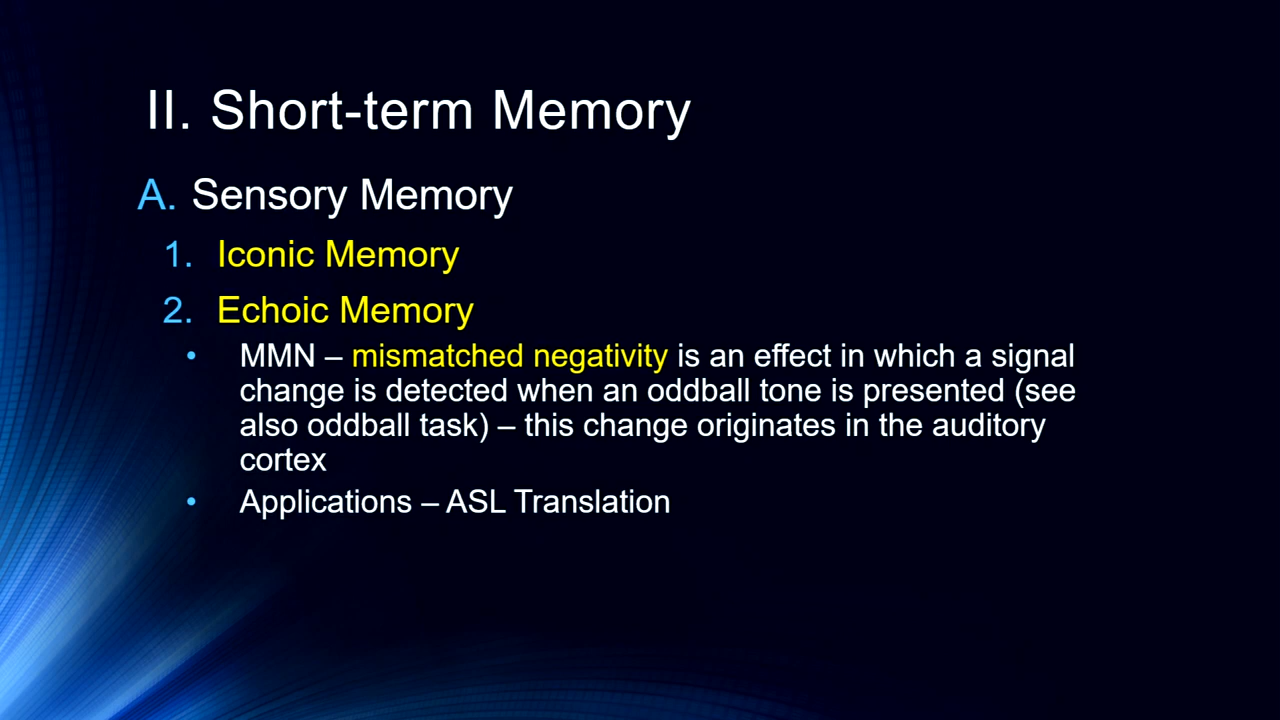 II. Short-term Memory
A. Sensory Memory
1. Iconic Memory
2. Echoic Memory
• MMN – mismatched negativity is an effect in which a signal
change is detected when an oddball tone is presented (see
also oddball task) – this change originates in the auditory
cortex
• Applications – ASL Translation